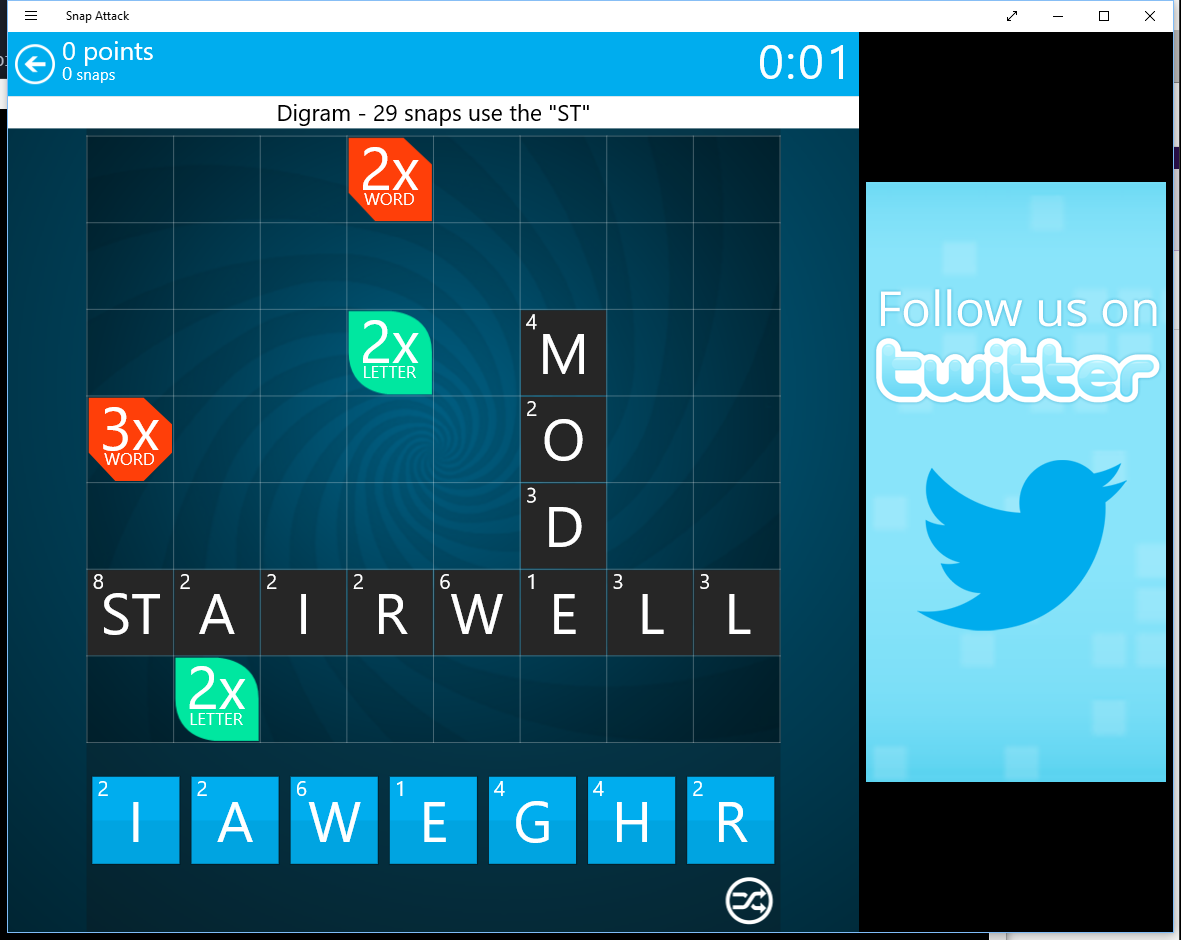 Snap Attack
0 points
0 snaps
0:01
Digram - 29 snaps use the "ST"
2x
WORD
2x
LETTER
4 M
3x
WORD
2 O
3 D
8 ST 2 A 2 I 2 R 6 W 1 E 3 L 3 L
2x
LETTER
2 I 2 A 6 W 1 E 4 G 4 H 2 R
Follow us on
twitter